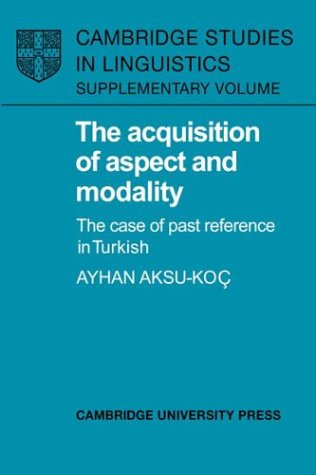 CAMBRIDGE STUDIES
IN LINGUISTICS
SUPPLEMENTARY VOLUME
The acquisition
of aspect and
modality
The case of past reference
in Turkish
AYHAN AKSU-KOÇ
CAMBRIDGE UNIVERSITY PRESS